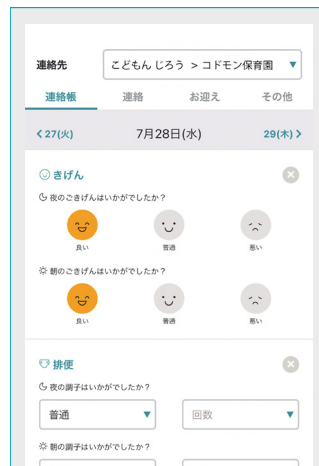 連絡先
こどもん じろう ＞コドモン保育園 ▼
連絡帳 連絡 お迎え その他
27(火) 7月28日(水) 29(木)
きげん
夜のごきげんはいかがでしたか？
良い 普通 悪い
朝のごきげんはいかがでしたか？
良い 普通 悪い
排便
夜の調子はいかがでしたか？
普通 ▼ 回数 ▼
朝の調子はいかがでしたか？